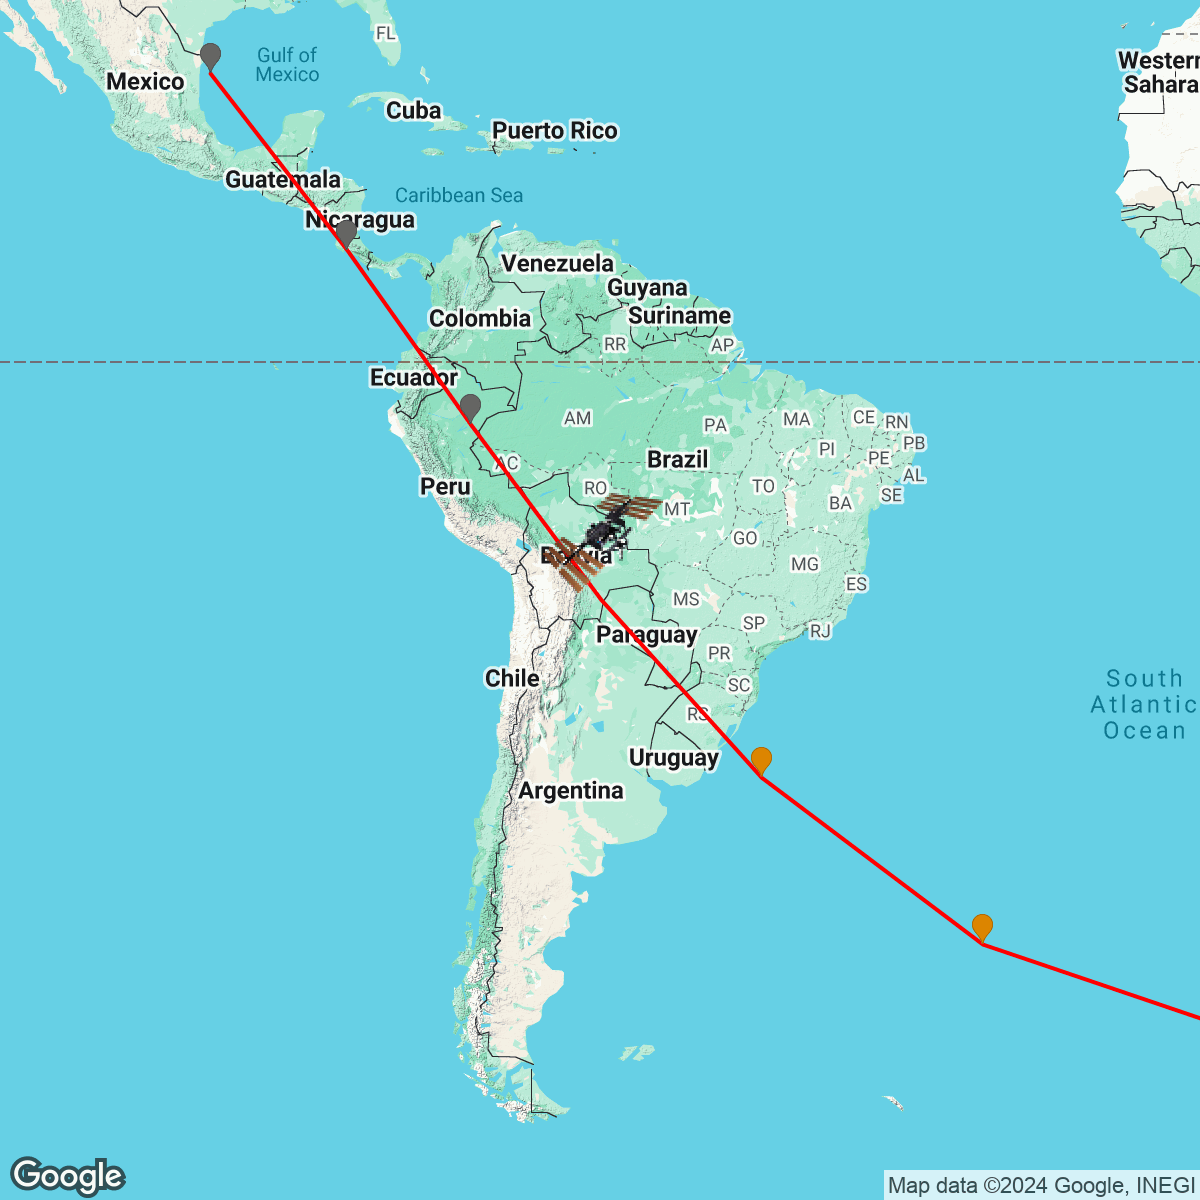 FL
Gulf of
Mexico
Western
Sahara
Mexico
Cuba
Puerto Rico
Guatemala
Caribbean Sea
Nicaragua
Venezuela
Guyana
Colombia
Suriname
RR
AP
Ecuador
AM
PA
MA
CE
RN
PB
PI
PE
AL
AC
Brazil
Peru
RO
MT
TO
BA
SE
GO
Bolivia
MG
ES
MS
SP
RJ
Paraguay
PR
Chile
SC
South
Atlantic
Ocean
RS
Uruguay
Argentina
Google
Map data ©2024 Google, INEGI